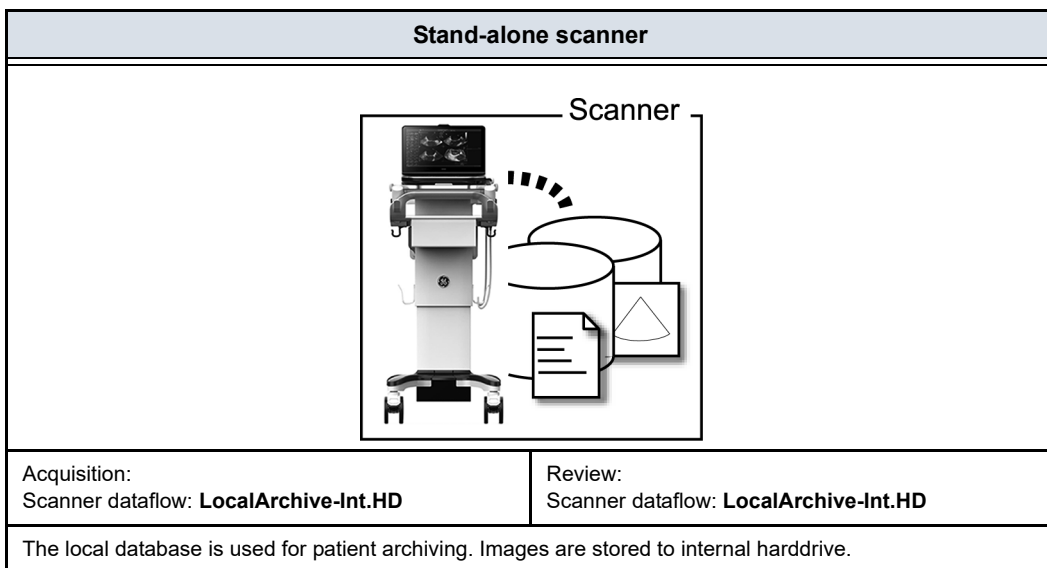 Stand-alone scanner
Scanner
Acquisition:
Scanner dataflow: LocalArchive-Int.HD
Review:
Scanner dataflow: LocalArchive-Int.HD
The local database is used for patient archiving. Images are stored to internal harddrive.